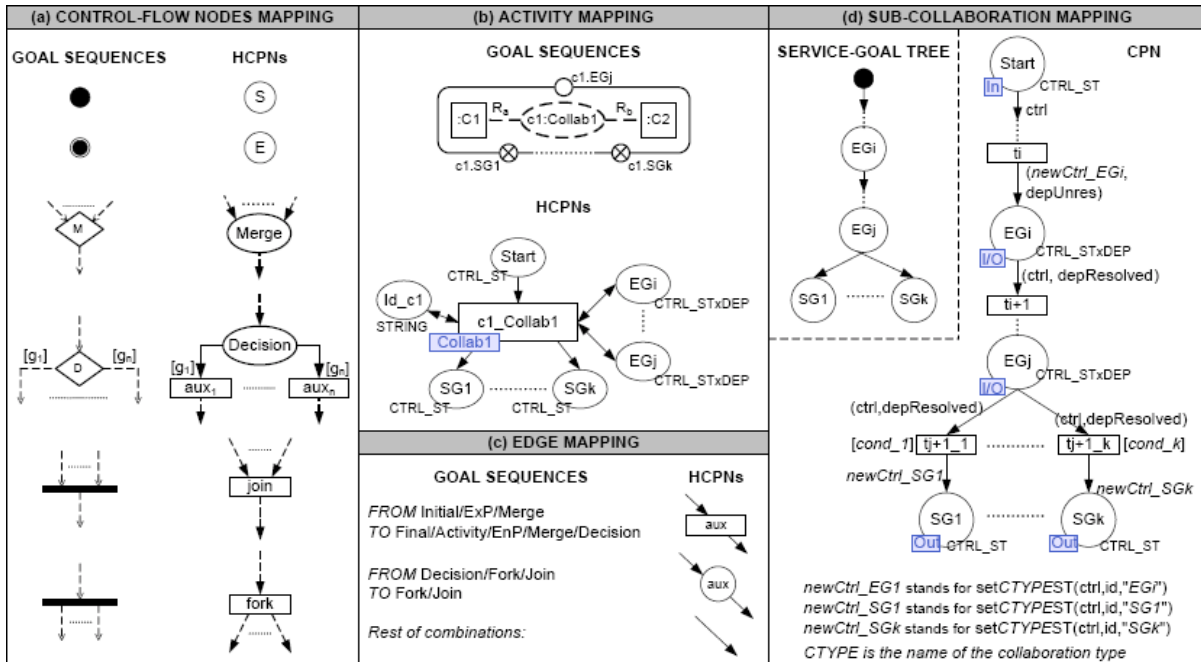 (a) CONTROL-FLOW NODES MAPPING
GOAL SEQUENCES
HCPNs
S
E
M
Merge
Decision
[g1]
D
[gn]
[g1]
[gn]
aux1
auxn
join
fork
(b) ACTIVITY MAPPING
GOAL SEQUENCES
c1.EGj
:C1
Ra
c1:Collab1
Rb
:C2
c1.SG1
c1.SGk
HCPNs
Start
CTRL_ST
Id_c1
STRING
c1_Collab1
Collab1
EGi
CTRL_STxDEP
EGj
CTRL_STxDEP
SG1
CTRL_ST
SGk
CTRL_ST
(c) EDGE MAPPING
GOAL SEQUENCES
HCPNs
FROM Initial/ExP/Merge
TO Final/Activity/EnP/Merge/Decision
aux
FROM Decision/Fork/Join
TO Fork/Join
aux
Rest of combinations:
(d) SUB-COLLABORATION MAPPING
SERVICE-GOAL TREE
EGi
EGj
SG1
SGk
CPN
Start
In
CTRL_ST
ctrl
ti
(newCtrl_EGi,
depUnres)
EGi
I/O
CTRL_STxDEP
(ctrl, depResolved)
ti+1
EGj
I/O
CTRL_STxDEP
(ctrl,depResolved)
(ctrl,depResolved)
[cond_1]
tj+1_1
tj+1_k
[cond_k]
newCtrl_SG1
newCtrl_SGk
SG1
Out
CTRL_ST
SGk
Out
CTRL_ST
newCtrl_EG1 stands for setCTYPEST(ctrl,id,"EGi")
newCtrl_SG1 stands for setCTYPEST(ctrl,id,"SG1")
newCtrl_SGk stands for setCTYPEST(ctrl,id,"SGk")
CTYPE is the name of the collaboration type